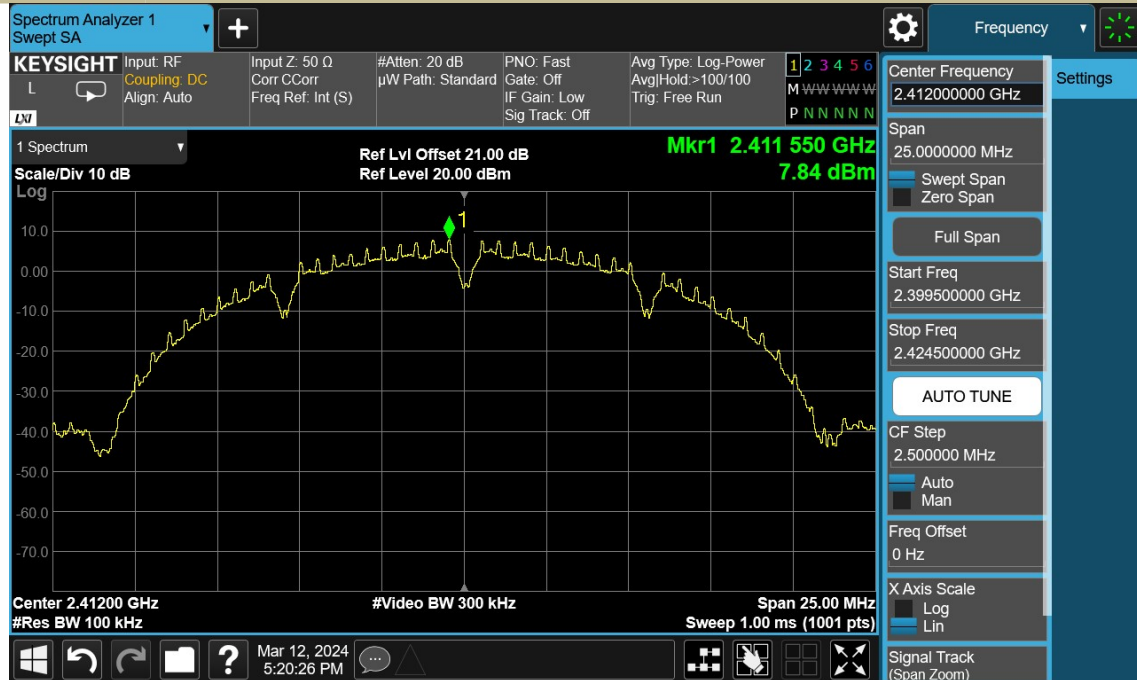 Spectrum Analyzer 1
Swept SA
+
Frequency
KEYSIGHT
L
LXI
Input: RF
Coupling: DC
Align: Auto
Input Z: 50 Ω
Corr CCorr
Freq Ref: Int (S)
#Atten: 20 dB
µW Path: Standard
PNO: Fast
Gate: Off
IF Gain: Low
Sig Track: Off
Avg Type: Log-Power
Avg|Hold:>100/100
Trig: Free Run
1 2 3 4 5 6
M W W W W W
P N N N N N
1 Spectrum
Scale/Div 10 dB
Log
Ref Lvl Offset 21.00 dB
Ref Level 20.00 dBm
Mkr1 2.411 550 GHz
7.84 dBm
1
10.0
0.00
-10.0
-20.0
-30.0
-40.0
-50.0
-60.0
-70.0
Center 2.41200 GHz
#Res BW 100 kHz
#Video BW 300 kHz
Span 25.00 MHz
Sweep 1.00 ms (1001 pts)
?
Mar 12, 2024
5:20:26 PM
Center Frequency
2.412000000 GHz
Settings
Span
25.0000000 MHz
Swept Span
Zero Span
Full Span
Start Freq
2.399500000 GHz
Stop Freq
2.424500000 GHz
AUTO TUNE
CF Step
2.500000 MHz
Auto
Man
Freq Offset
0 Hz
X Axis Scale
Log
Lin
Signal Track
(Span Zoom)